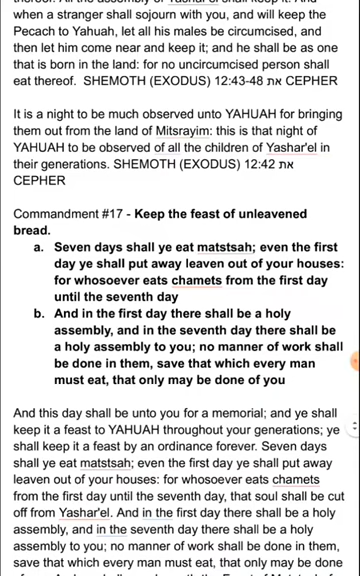 thereof. All the assembly of Yashar'el shall keep it. And
when a stranger shall sojourn with you, and will keep the
Pecach to Yahuah, let all his males be circumcised, and
then let him come near and keep it; and he shall be as one
that is born in the land: for no uncircumcised person shall
eat thereof.  SHEMOTH (EXODUS) 12:43-48 את CEPHER
It is a night to be much observed unto YAHUAH for bringing
them out from the land of Mitsrayim: this is that night of
YAHUAH to be observed of all the children of Yashar'el in
their generations. SHEMOTH (EXODUS) 12:42 את
CEPHER
Commandment #17 - Keep the feast of unleavened
bread.
a. Seven days shall ye eat matstsah; even the first
day ye shall put away leaven out of your houses:
for whosoever eats chamets from the first day
until the seventh day
b. And in the first day there shall be a holy
assembly, and in the seventh day there shall be
a holy assembly to you; no manner of work shall
be done in them, save that which every man
must eat, that only may be done of you
And this day shall be unto you for a memorial; and ye shall
keep it a feast to YAHUAH throughout your generations; ye
shall keep it a feast by an ordinance forever. Seven days
shall ye eat matstsah; even the first day ye shall put away
leaven out of your houses: for whosoever eats chamets
from the first day until the seventh day, that soul shall be cut
off from Yashar'el. And in the first day there shall be a holy
assembly, and in the seventh day there shall be a holy
assembly to you; no manner of work shall be done in them,
save that which every man must eat, that only may be done